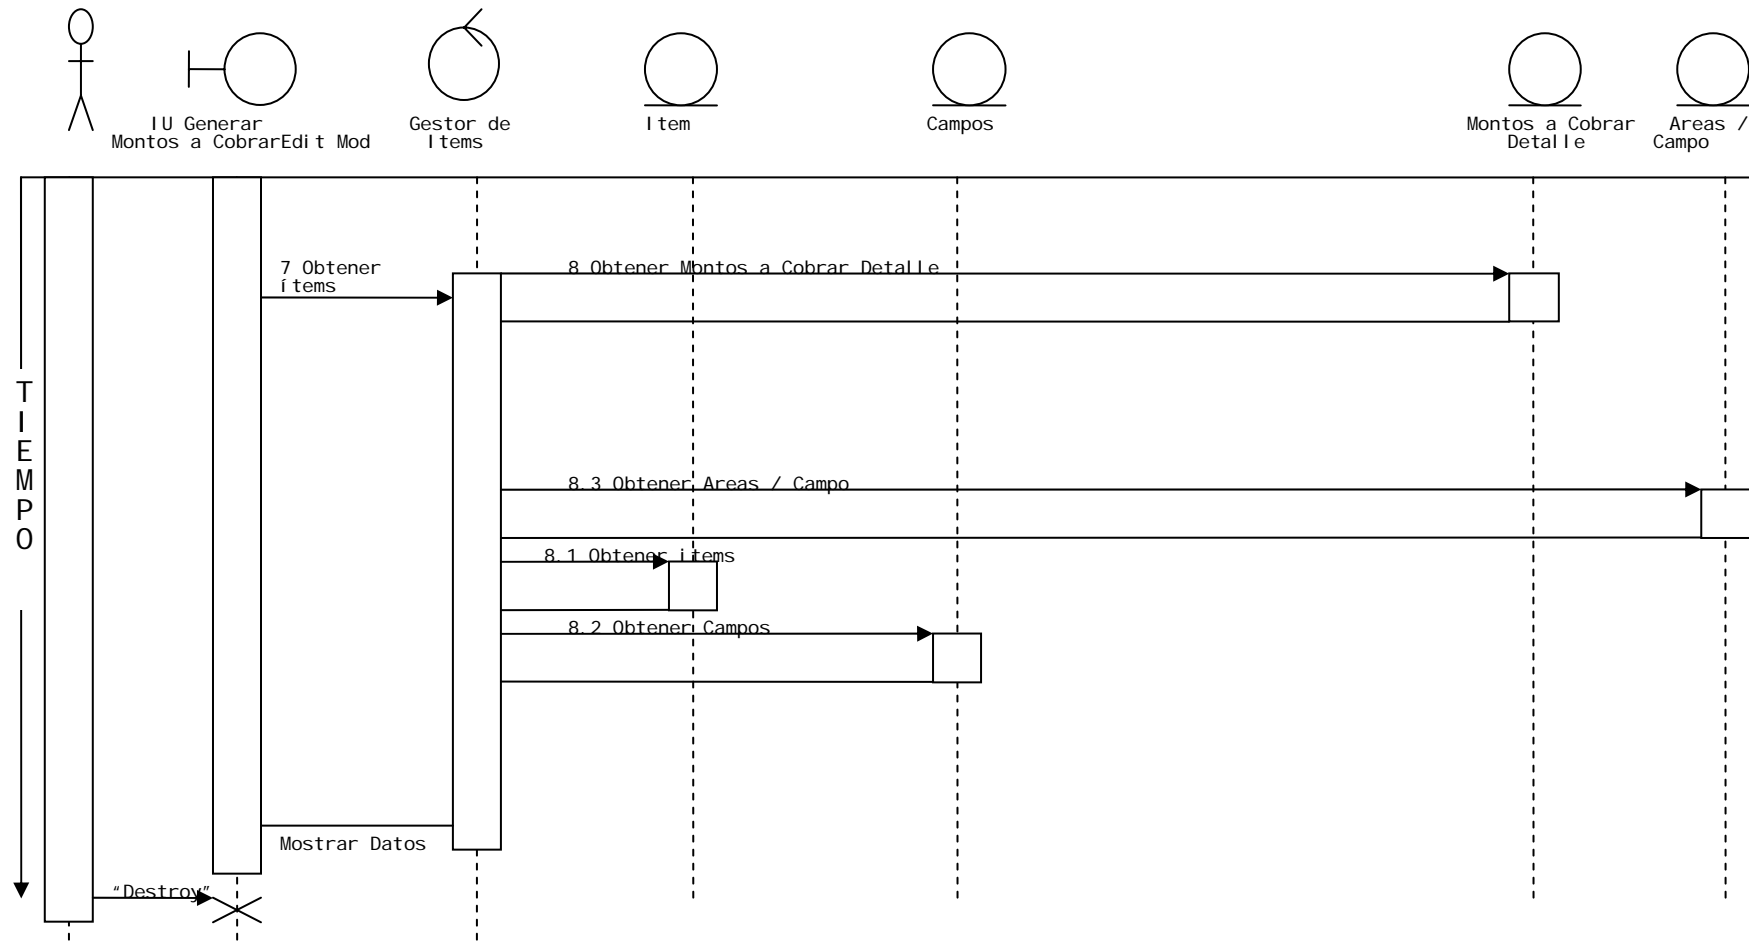 IU Generar
Montos a CobrarEdit Mod
Gestor de
Items
Item
Campos
Montos a Cobrar
Detalle
Areas /
Campo
7 Obtener
ítems
8 Obtener Montos a Cobrar Detalle
TIEMPO
8.3 Obtener Areas / Campo
8.1 Obtener items
8.2 Obtener Campos
Mostrar Datos
“Destroy”